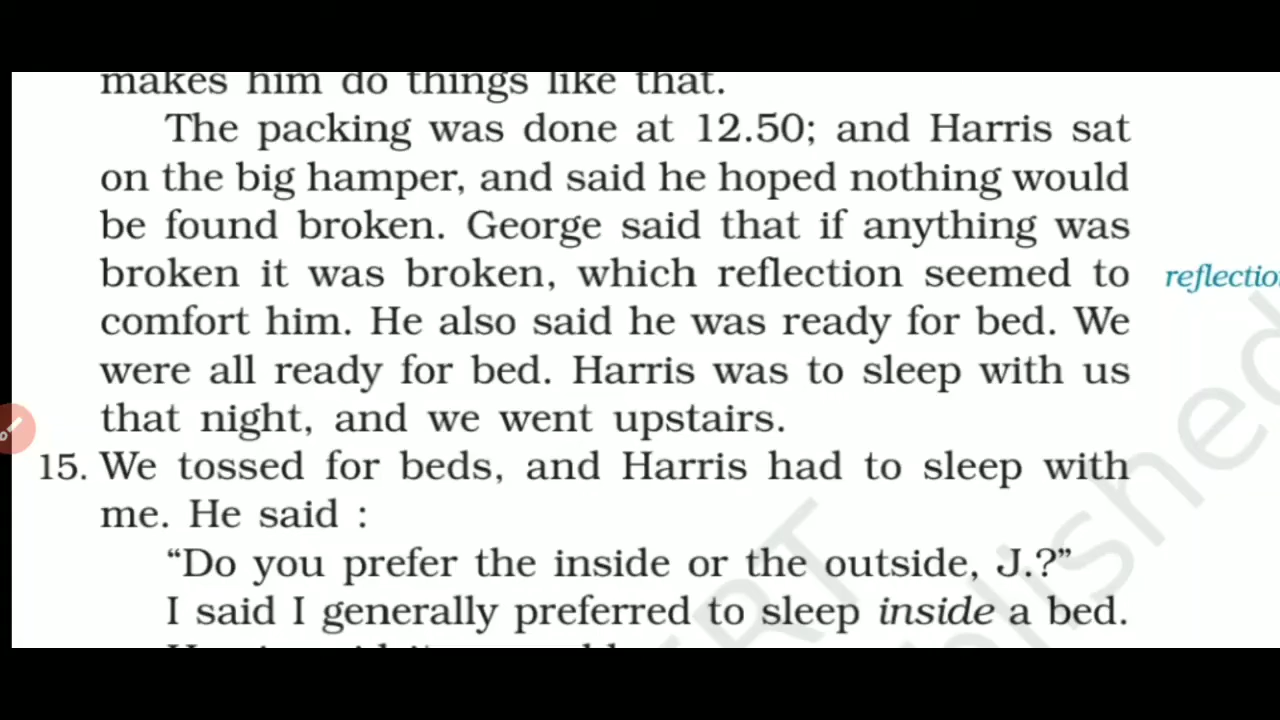 makes him do things like that.
The packing was done at 12.50; and Harris sat
on the big hamper, and said he hoped nothing would
be found broken. George said that if anything was
broken it was broken, which reflection seemed to
reflectio
comfort him. He also said he was ready for bed. We
were all ready for bed. Harris was to sleep with us
that night, and we went upstairs.
15. We tossed for beds, and Harris had to sleep with
me. He said :
“Do you prefer the inside or the outside, J.?”
I said I generally preferred to sleep inside a bed.